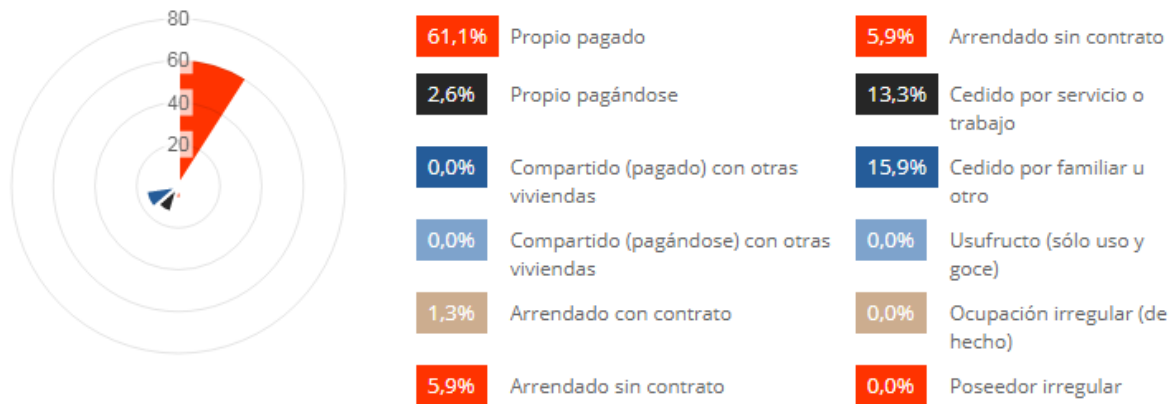 80
60
40
20
61,1% Propio pagado
2,6% Propio pagándose
0,0% Compartido (pagado) con otras
viviendas
0,0% Compartido (pagándose) con otras
viviendas
1,3% Arrendado con contrato
5,9% Arrendado sin contrato
5,9% Arrendado sin contrato
13,3% Cedido por servicio o
trabajo
15,9% Cedido por familiar u
otro
0,0% Usufructo (sólo uso y
goce)
0,0% Ocupación irregular (de
hecho)
0,0% Poseedor irregular